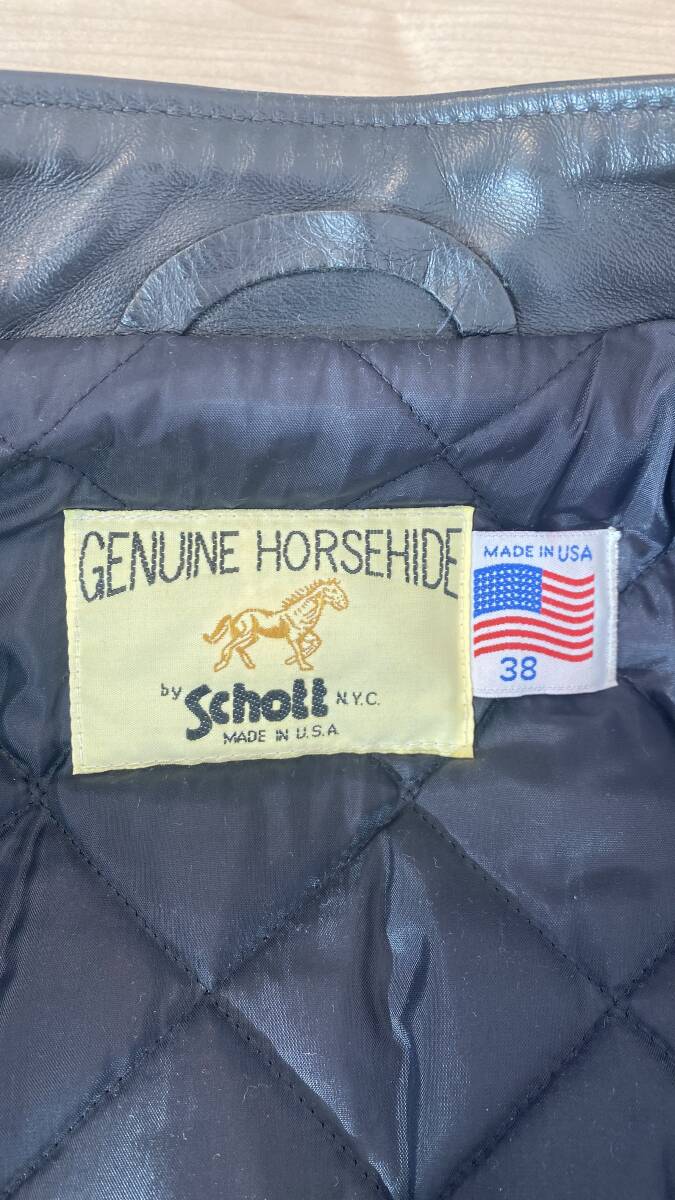 GENUINE HORSEHIDE
by Schott N.Y.C.
MADE IN U.S.A
MADE IN USA
38